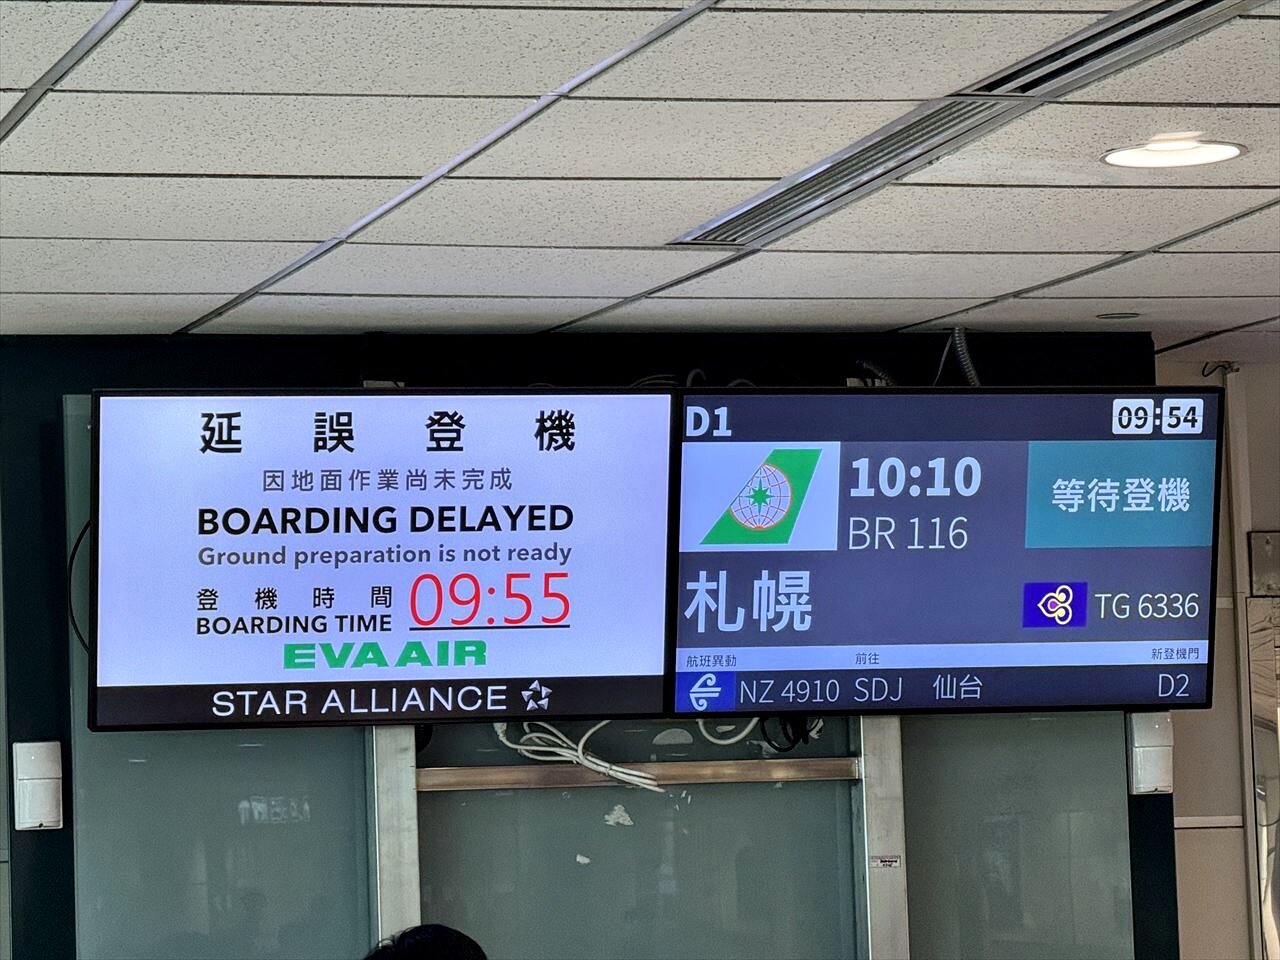 延誤登機
因地面作業尚未完成
BOARDING DELAYED
Ground preparation is not ready
登機時間
BOARDING TIME 09:55
EVA AIR
STAR ALLIANCE
D1 09:54
10:10 等待登機
BR 116
札幌 TG 6336
航班異動 前往 新登機門
NZ 4910 SDJ 仙台 D2